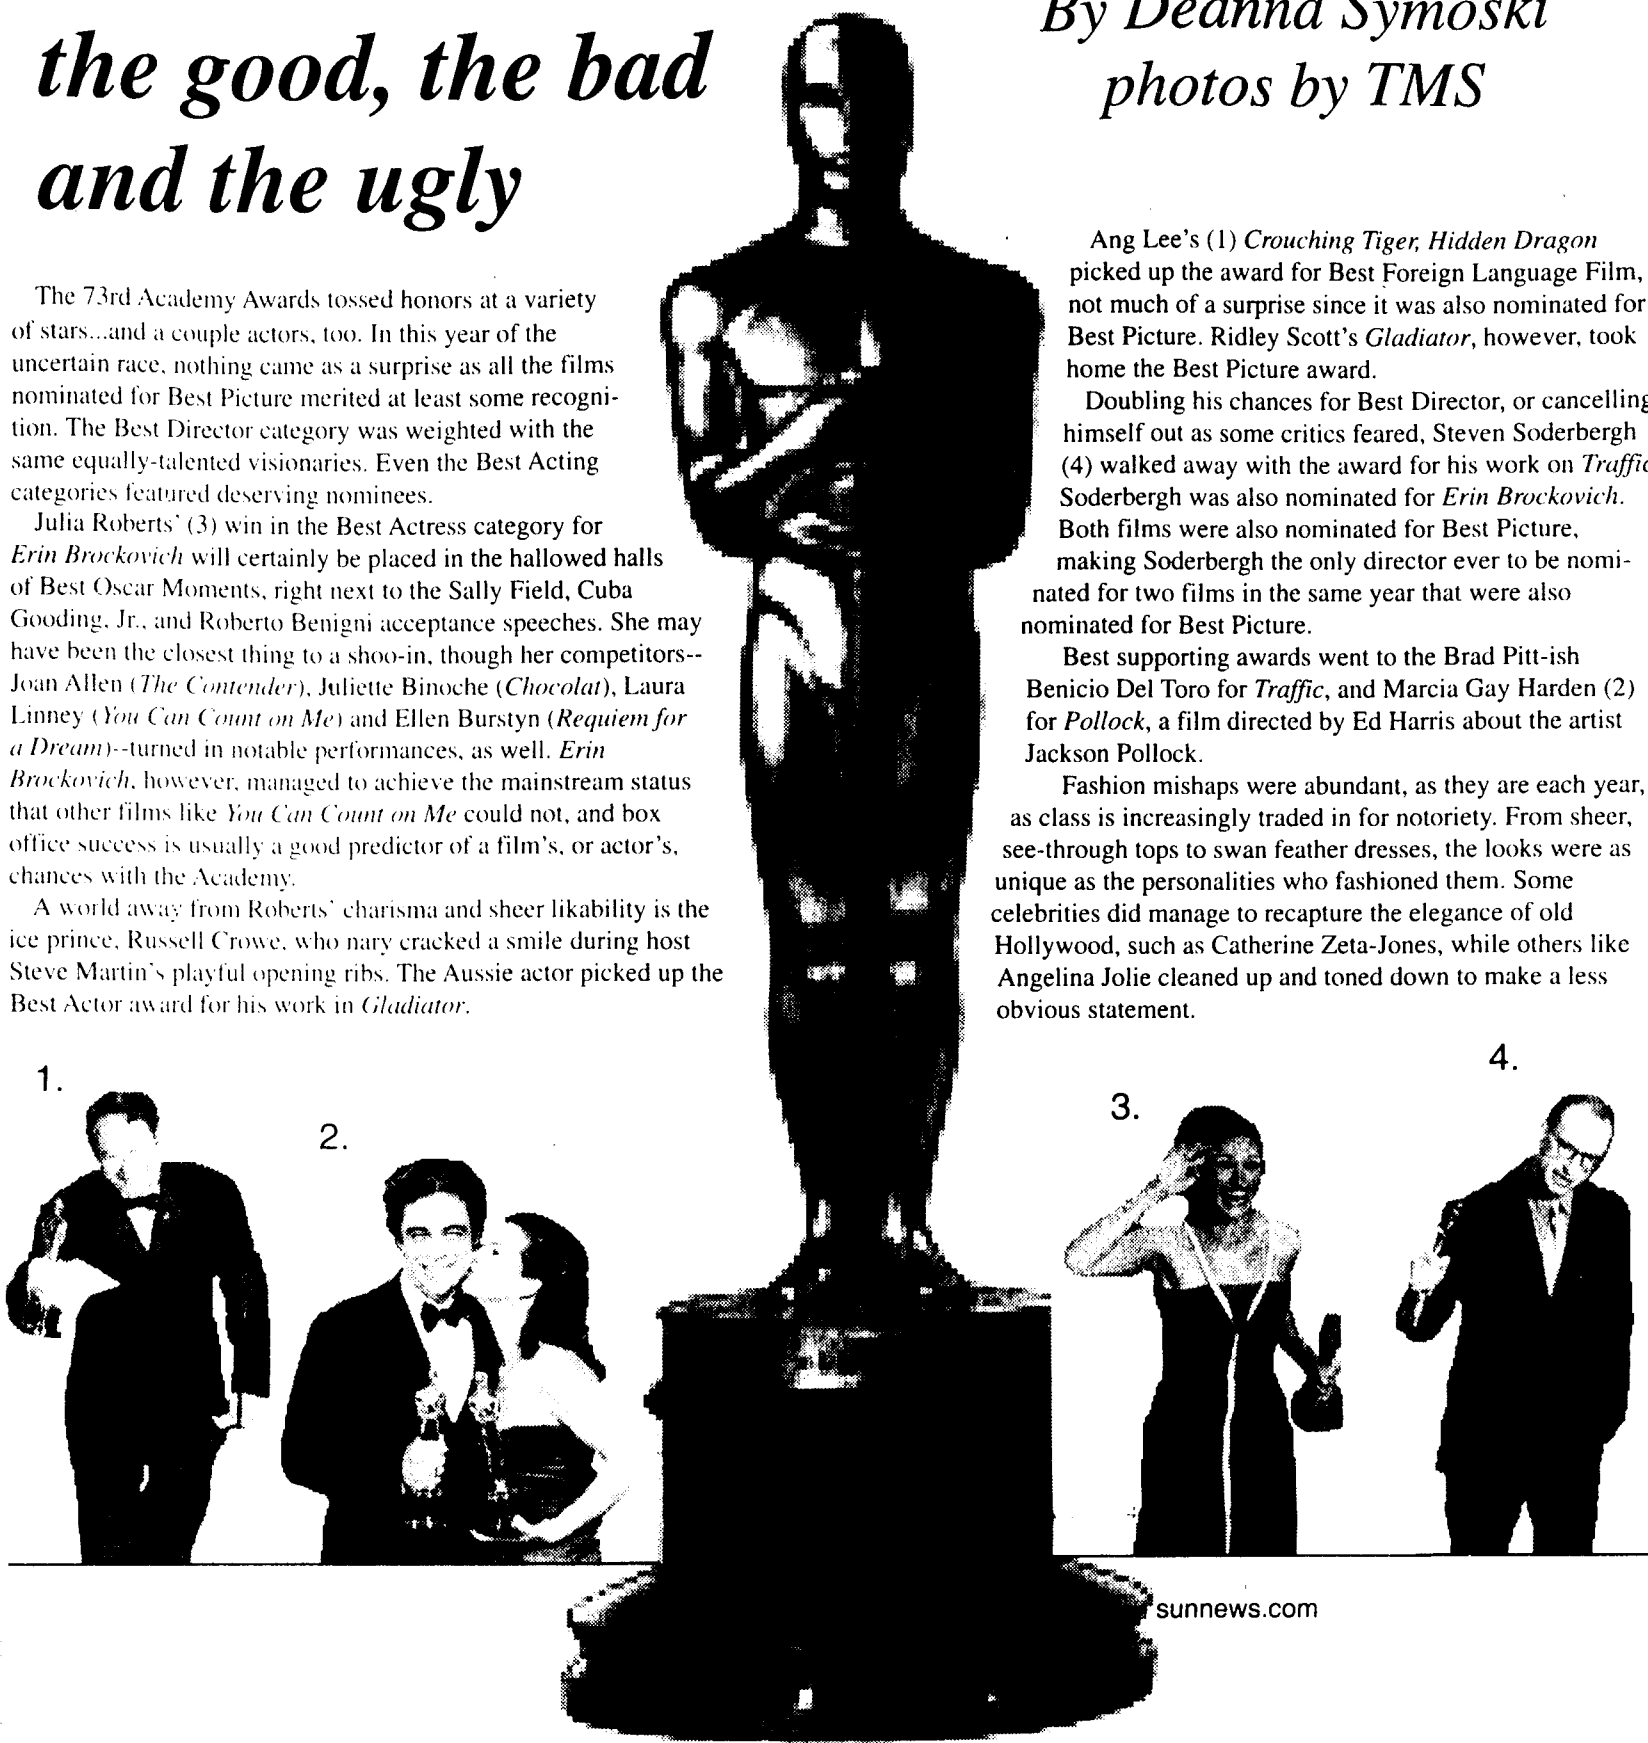 the good, the bad
and the ugly
By Deanna Symoski
photos by TMS
The 73rd Academy Awards tossed honors at a variety
of stars...and a couple actors, too. In this year of the
uncertain race, nothing came as a surprise as all the films
nominated for Best Picture merited at least some recogni-
tion. The Best Director category was weighted with the
same equally-talented visionaries. Even the Best Acting
categories featured deserving nominees.
Julia Roberts' (3) win in the Best Actress category for
Erin Brockovich will certainly be placed in the hallowed halls
of Best Oscar Moments, right next to the Sally Field, Cuba
Gooding, Jr., and Roberto Benigni acceptance speeches. She may
have been the closest thing to a shoo-in, though her competitors--
Joan Allen (The Contender), Juliette Binoche (Chocolat), Laura
Linney (You Can Count on Me) and Ellen Burstyn (Requiem for
a Dream)--turned in notable performances, as well. Erin
Brockovich, however, managed to achieve the mainstream status
that other films like You Can Count on Me could not, and box
office success is usually a good predictor of a film's, or actor's,
chances with the Academy.
A world away from Roberts' charisma and sheer likability is the
ice prince, Russell Crowe, who nary cracked a smile during host
Steve Martin's playful opening ribs. The Aussie actor picked up the
Best Actor award for his work in Gladiator.
Ang Lee's (1) Crouching Tiger, Hidden Dragon
picked up the award for Best Foreign Language Film,
not much of a surprise since it was also nominated for
Best Picture. Ridley Scott's Gladiator, however, took
home the Best Picture award.
Doubling his chances for Best Director, or cancelling
himself out as some critics feared, Steven Soderbergh
(4) walked away with the award for his work on Traffic
Soderbergh was also nominated for Erin Brockovich.
Both films were also nominated for Best Picture,
making Soderbergh the only director ever to be nomi-
nated for two films in the same year that were also
nominated for Best Picture.
Best supporting awards went to the Brad Pitt-ish
Benicio Del Toro for Traffic, and Marcia Gay Harden (2)
for Pollock, a film directed by Ed Harris about the artist
Jackson Pollock.
Fashion mishaps were abundant, as they are each year,
as class is increasingly traded in for notoriety. From sheer,
see-through tops to swan feather dresses, the looks were as
unique as the personalities who fashioned them. Some
celebrities did manage to recapture the elegance of old
Hollywood, such as Catherine Zeta-Jones, while others like
Angelina Jolie cleaned up and toned down to make a less
obvious statement.
1.
2.
3.
4.
sunnews.com